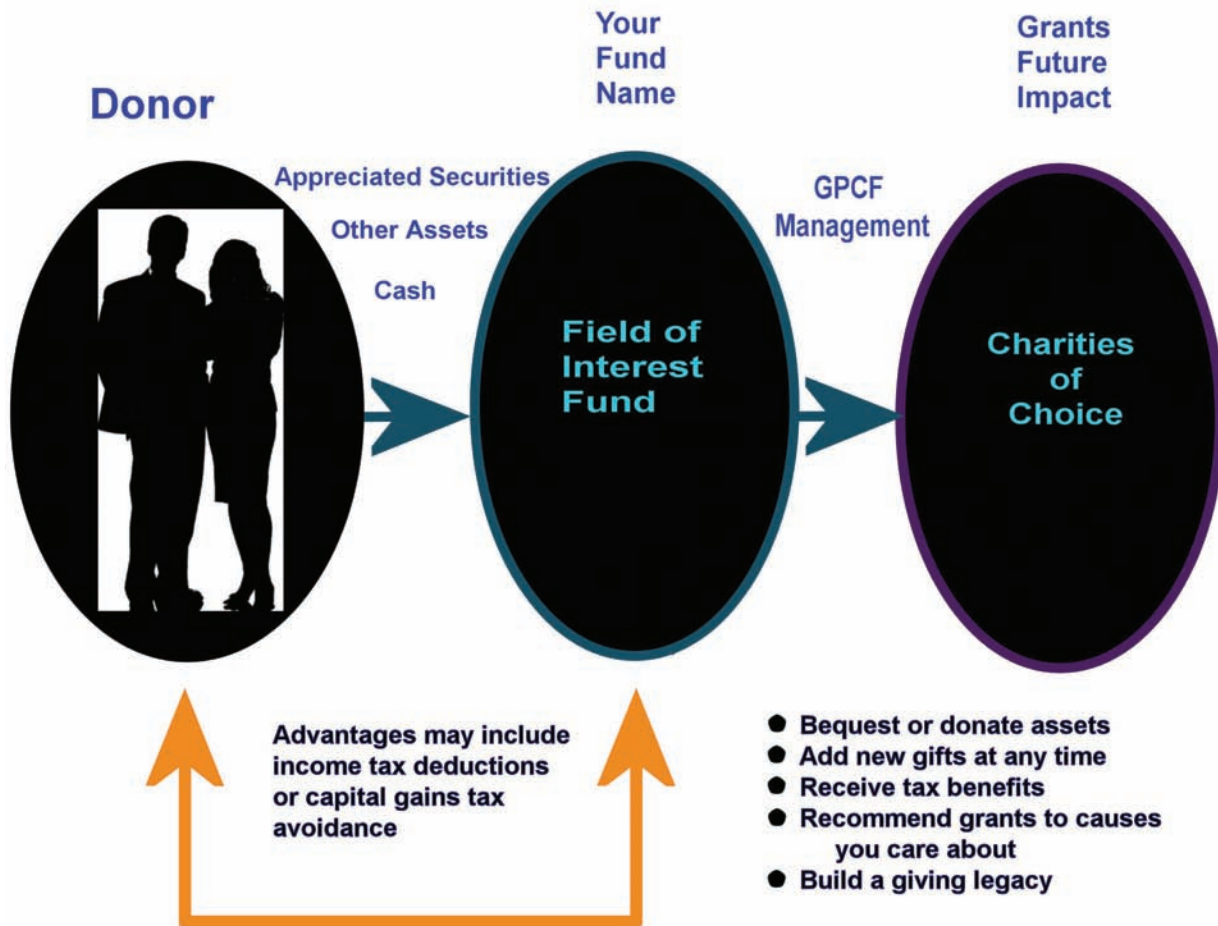 Donor
Your
Fund
Name
Grants
Future
Impact
Appreciated Securities
Other Assets
Cash
GPCF
Management
Field of
Interest
Fund
Charities
of
Choice
Advantages may include
income tax deductions
or capital gains tax
avoidance
Bequest or donate assets
Add new gifts at any time
Receive tax benefits
Recommend grants to causes
you care about
Build a giving legacy